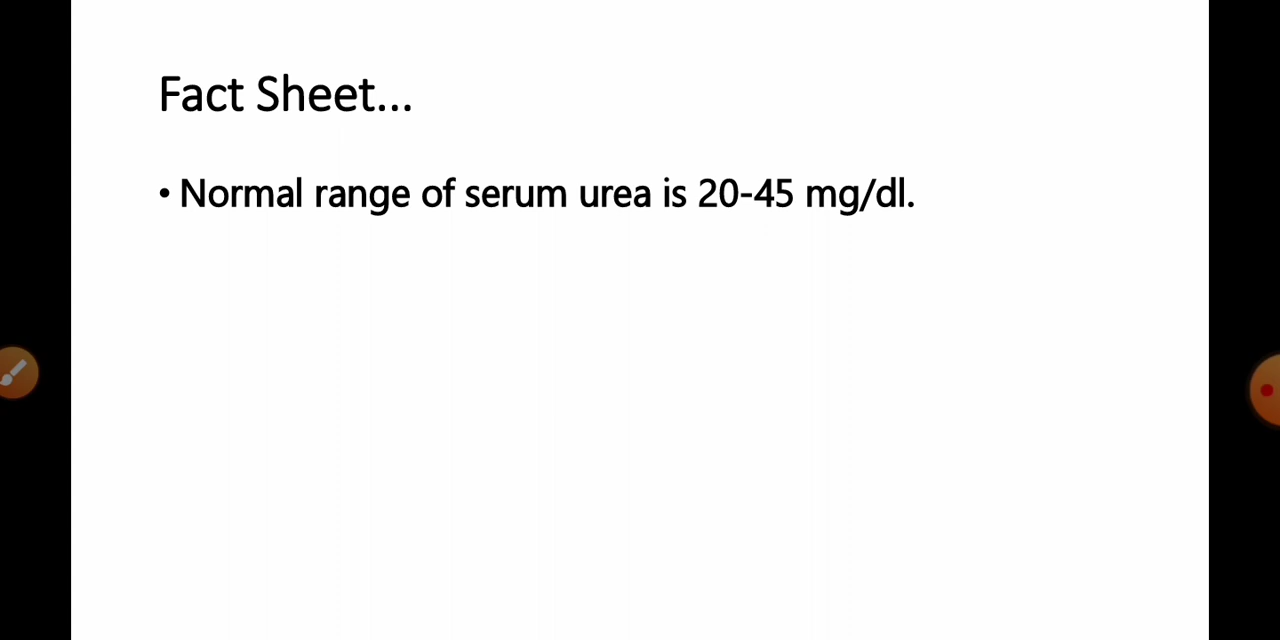 Fact Sheet...
• Normal range of serum urea is 20-45 mg/dl.